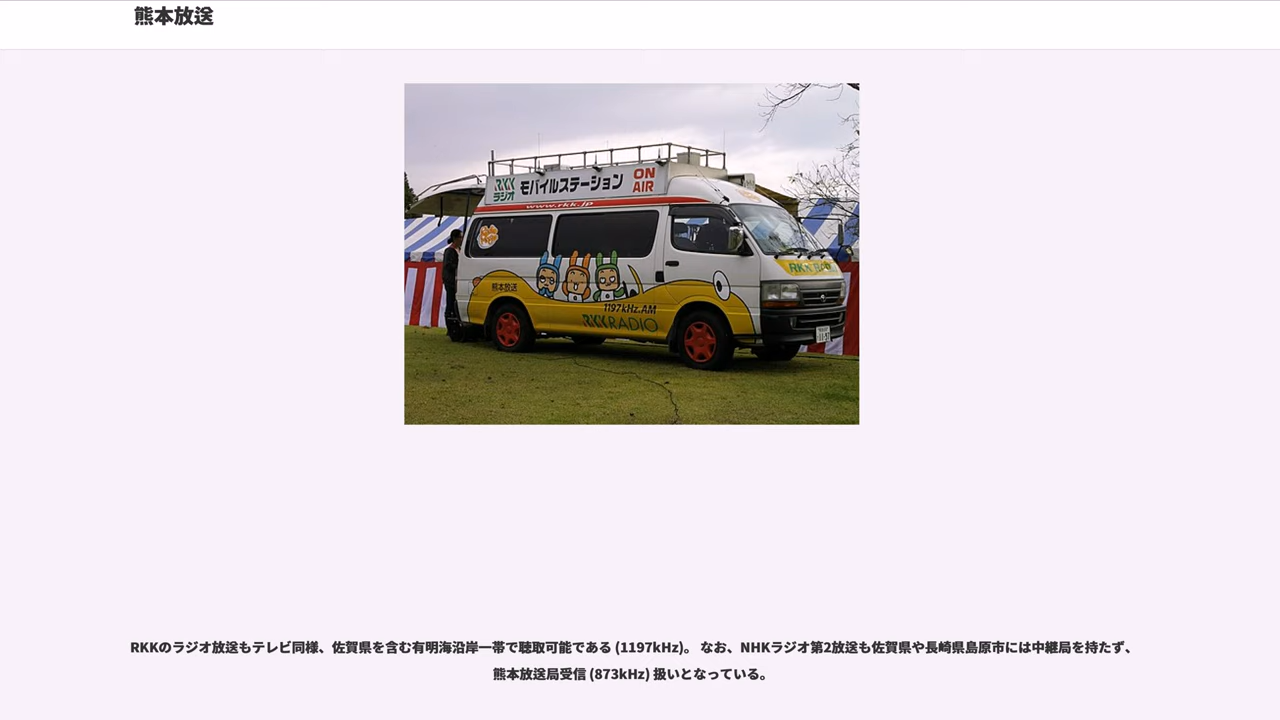 熊本放送
RKK
ラジオ
モバイルステーション
ON
AIR
www.rkk.jp
熊本放送
1197kHz.AM
RKK RADIO
11-97
RKKのラジオ放送もテレビ同様、佐賀県を含む有明海沿岸一帯で聴取可能である (1197kHz)。 なお、NHKラジオ第2放送も佐賀県や長崎県島原市には中継局を持たず、
熊本放送局受信 (873kHz) 扱いとなっている。